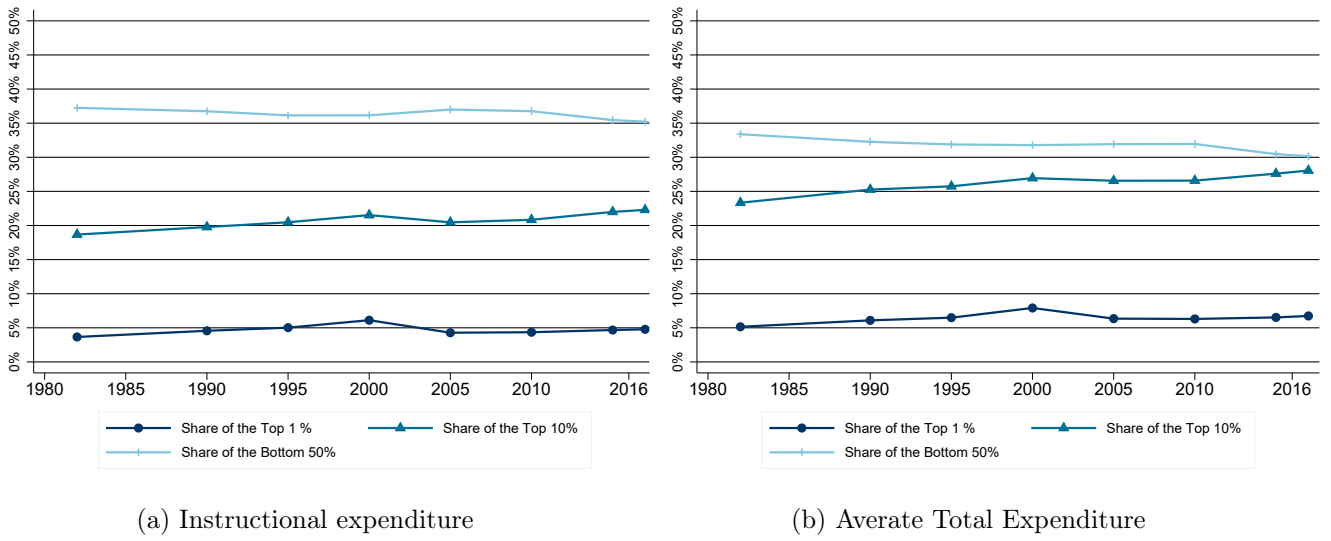 50%
45%
40%
35%
30%
25%
20%
15%
10%
5%
0%
1980 1985 1990 1995 2000 2005 2010 2016
Share of the Top 1 % Share of the Top 10%
Share of the Bottom 50%
(a) Instructional expenditure
50%
45%
40%
35%
30%
25%
20%
15%
10%
5%
0%
1980 1985 1990 1995 2000 2005 2010 2016
Share of the Top 1 % Share of the Top 10%
Share of the Bottom 50%
(b) Averate Total Expenditure